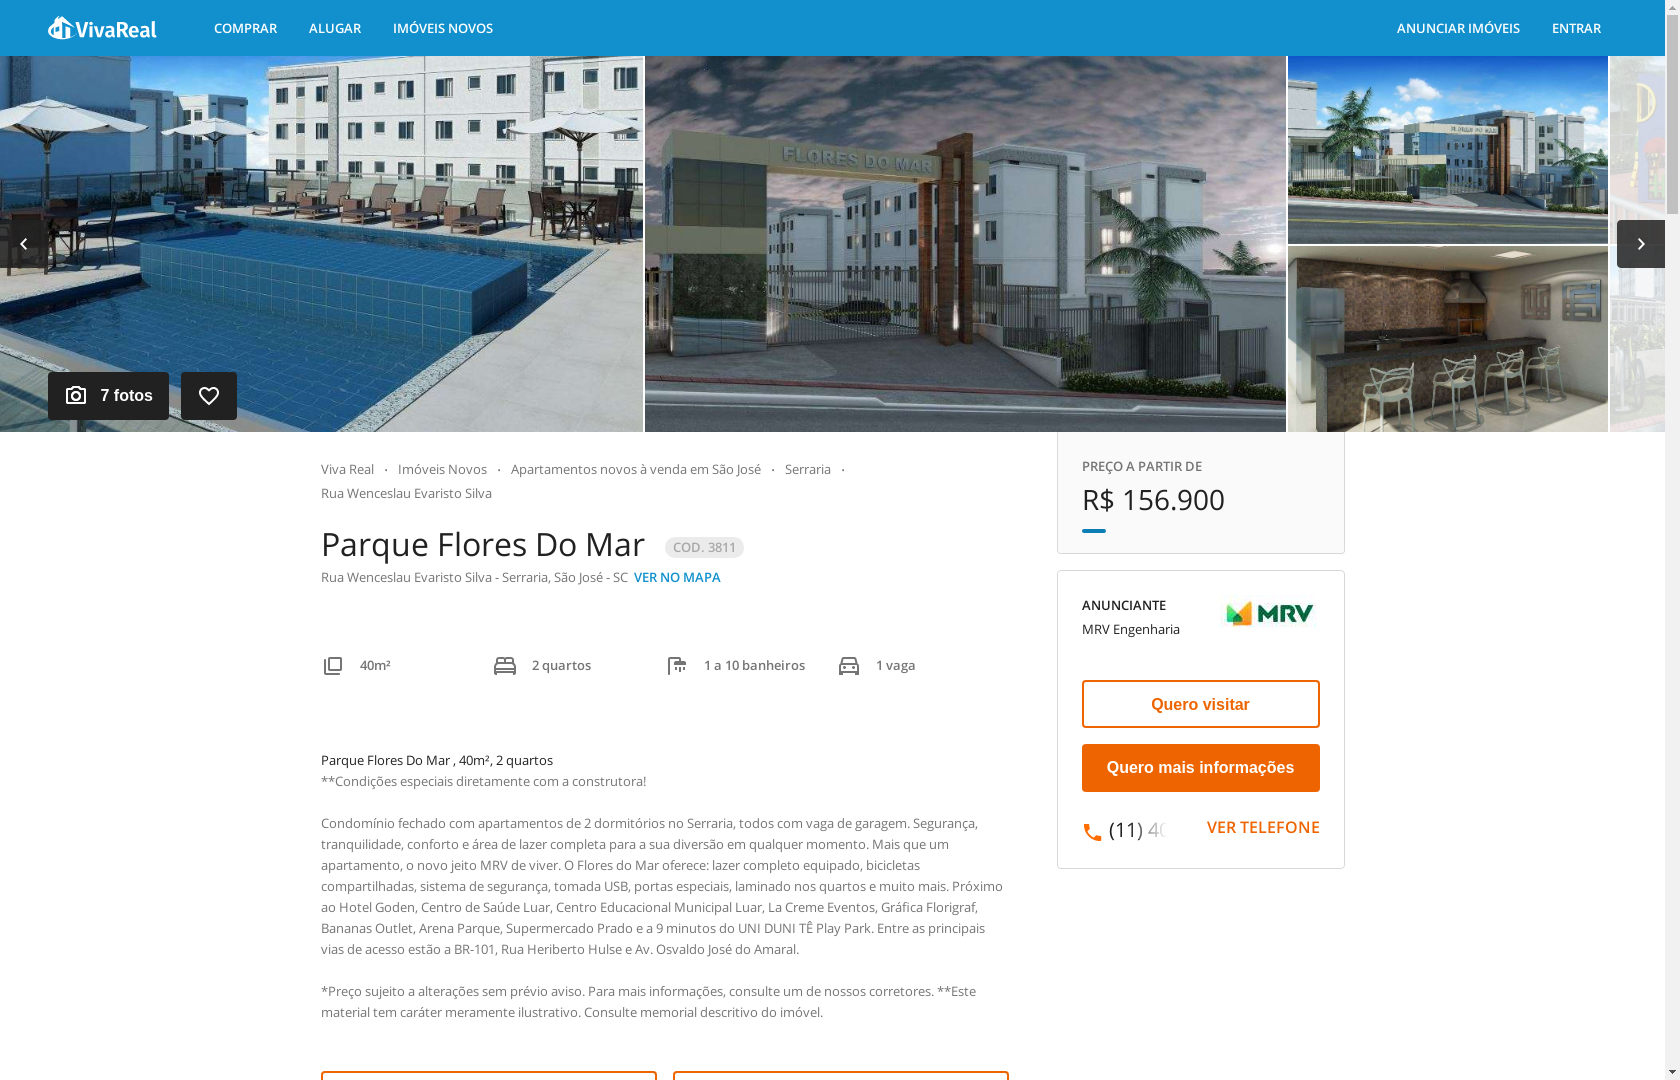 VivaReal
COMPRAR
ALUGAR
IMÓVEIS NOVOS
ANUNCIAR IMÓVEIS
ENTRAR
FLORES DO MAR
FLORES DO MAR
7 fotos
Viva Real · Imóveis Novos · Apartamentos novos à venda em São José · Serraria ·
Rua Wenceslau Evaristo Silva
Parque Flores Do Mar COD. 3811
Rua Wenceslau Evaristo Silva - Serraria, São José - SC VER NO MAPA
40m²
2 quartos
1 a 10 banheiros
1 vaga
Parque Flores Do Mar , 40m², 2 quartos
**Condições especiais diretamente com a construtora!
Condomínio fechado com apartamentos de 2 dormitórios no Serraria, todos com vaga de garagem. Segurança,
tranquilidade, conforto e área de lazer completa para a sua diversão em qualquer momento. Mais que um
apartamento, o novo jeito MRV de viver. O Flores do Mar oferece: lazer completo equipado, bicicletas
compartilhadas, sistema de segurança, tomada USB, portas especiais, laminado nos quartos e muito mais. Próximo
ao Hotel Goden, Centro de Saúde Luar, Centro Educacional Municipal Luar, La Creme Eventos, Gráfica Florigraf,
Bananas Outlet, Arena Parque, Supermercado Prado e a 9 minutos do UNI DUNI TÊ Play Park. Entre as principais
vias de acesso estão a BR-101, Rua Heriberto Hulse e Av. Osvaldo José do Amaral.
*Preço sujeito a alterações sem prévio aviso. Para mais informações, consulte um de nossos corretores. **Este
material tem caráter meramente ilustrativo. Consulte memorial descritivo do imóvel.
PREÇO A PARTIR DE
R$ 156.900
ANUNCIANTE
MRV Engenharia
MRV
Quero visitar
Quero mais informações
(11) 40
VER TELEFONE